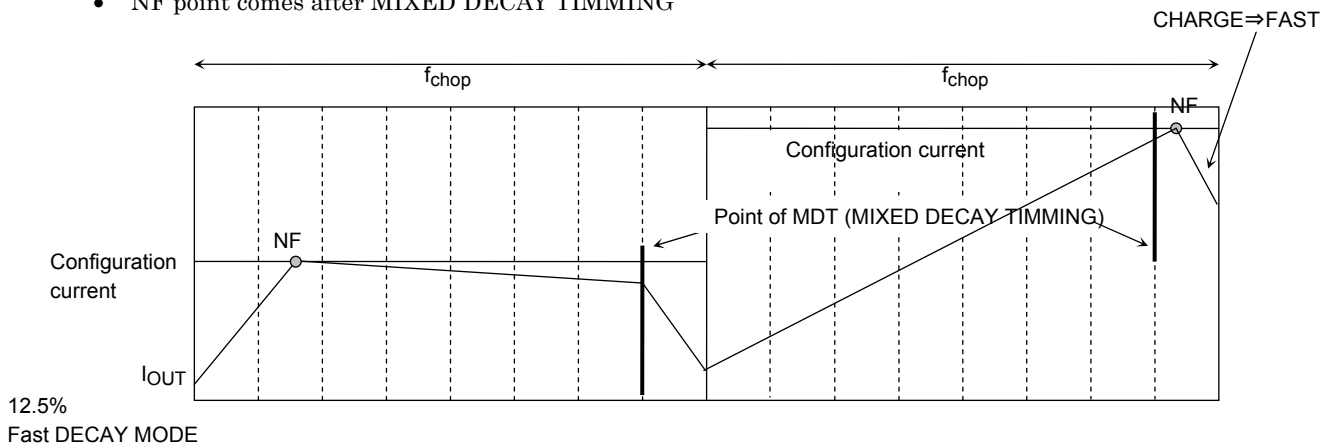 • NF point comes after MIXED DECAY TIMMING
CHARGE⇒FAST
fchop
fchop
NF
Configuration current
Point of MDT (MIXED DECAY TIMMING)
NF
Configuration
current
IOUT
12.5%
Fast DECAY MODE